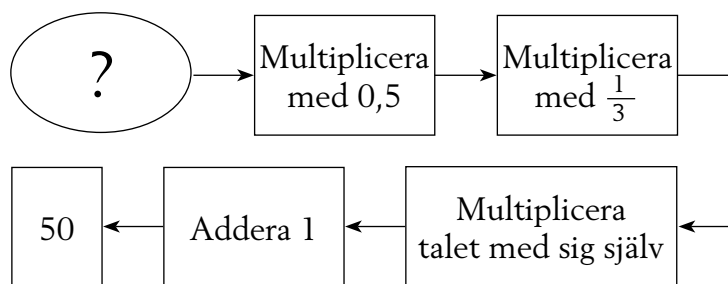 ?
Multiplicera
med 0,5
Multiplicera
med 1/3
50
Addera 1
Multiplicera
talet med sig själv